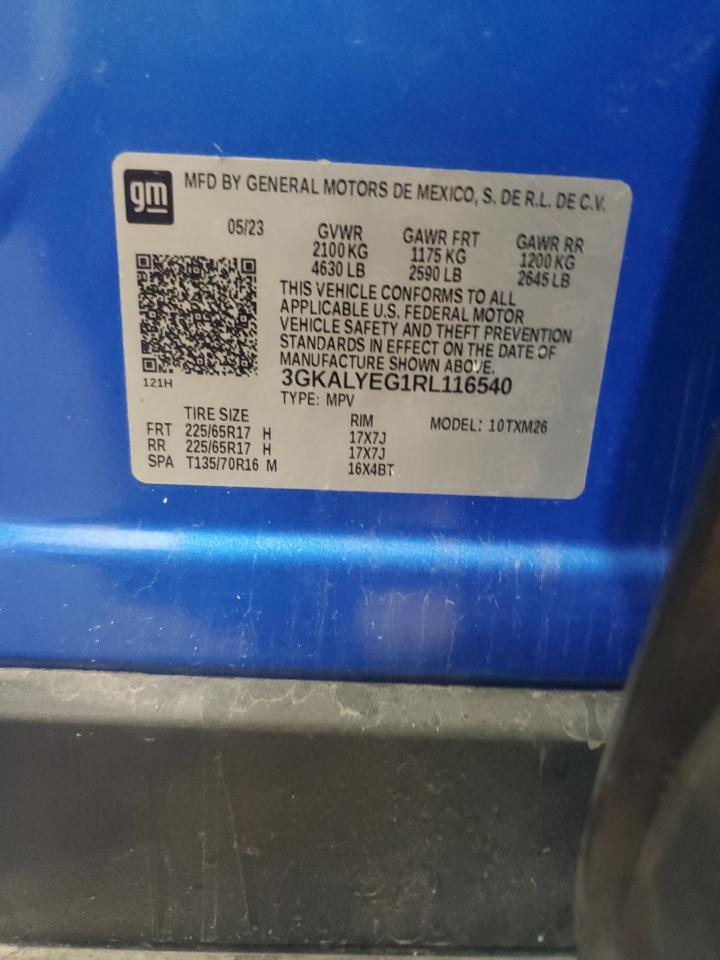 gm
MFD BY GENERAL MOTORS DE MEXICO, S. DE R.L. DE C.V.
05/23 GVWR GAWR FRT GAWR RR
2100 KG 1175 KG 1200 KG
4630 LB 2590 LB 2645 LB
THIS VEHICLE CONFORMS TO ALL
APPLICABLE U.S. FEDERAL MOTOR
VEHICLE SAFETY AND THEFT PREVENTION
STANDARDS IN EFFECT ON THE DATE OF
MANUFACTURE SHOWN ABOVE.
121H
3GKALYEG1RL116540
TYPE: MPV
TIRE SIZE RIM MODEL: 10TXM26
FRT 225/65R17 H 17X7J
RR 225/65R17 H 17X7J
SPA T135/70R16 M 16X4BT